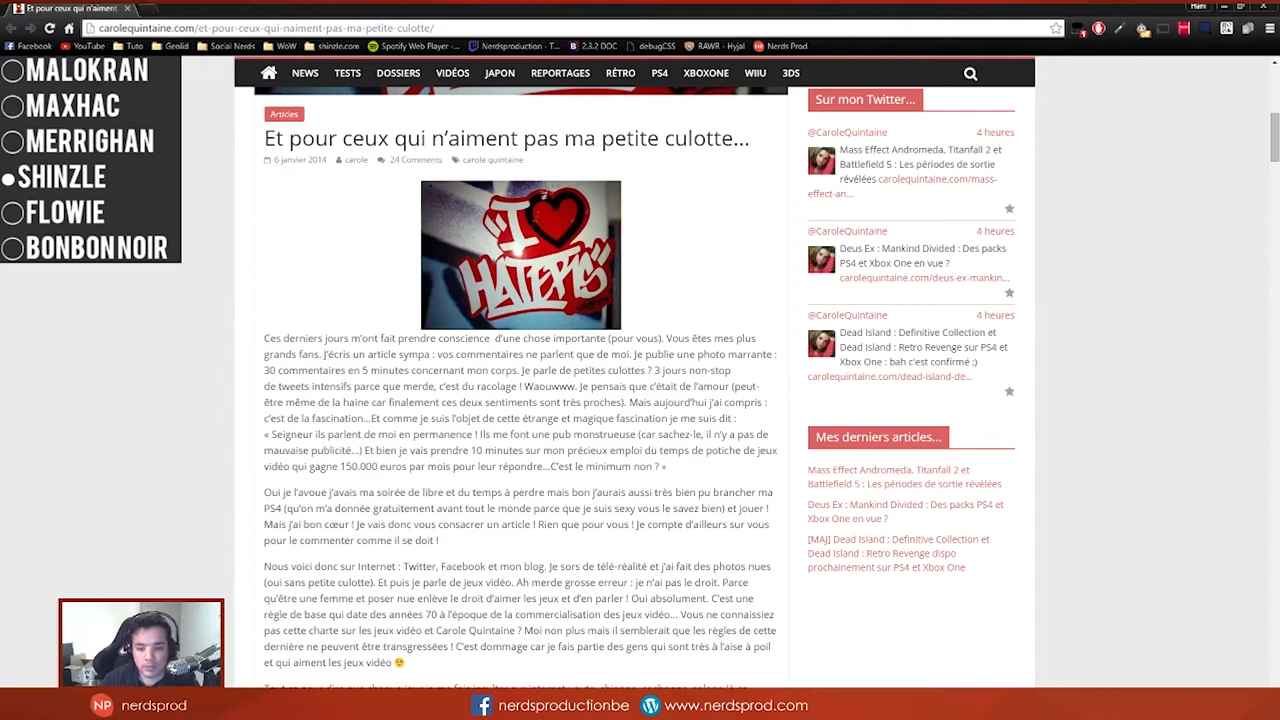 Et pour ceux qui n'aiment p
Hani
carolequintaine.com/et-pour-ceux-qui-naiment-pas-ma-petite-culotte/
Facebook YouTube Tuto Geolid Social Nerds WoW shinzle.com Spotify Web Player -... Nerdsproduction - T... 2.3.2 DOC debugCSS RAWR - Hyjal Nerds Prod
MALOKRAN
MAXHAC
MERRIGHAN
SHINZLE
FLOWIE
BONBON NOIR
NEWS TESTS DOSSIERS VIDÉOS JAPON REPORTAGES RÉTRO PS4 XBOXONE WIIU 3DS
Articles
Et pour ceux qui n'aiment pas ma petite culotte...
6 janvier 2014 carole 24 Comments carole quintaine
I
HATERS
Ces derniers jours m'ont fait prendre conscience d'une chose importante (pour vous). Vous êtes mes plus
grands fans. J'écris un article sympa : vos commentaires ne parlent que de moi. Je publie une photo marrante :
30 commentaires en 5 minutes concernant mon corps. Je parle de petites culottes ? 3 jours non-stop
de tweets intensifs parce que merde, c'est du racolage ! Waouwww. Je pensais que c'était de l'amour (peut-
être même de la haine car finalement ces deux sentiments sont très proches). Mais aujourd'hui j'ai compris :
c'est de la fascination...Et comme je suis l'objet de cette étrange et magique fascination je me suis dit :
« Seigneur ils parlent de moi en permanence ! Ils me font une pub monstrueuse (car sachez-le, il n'y a pas de
mauvaise publicité...) Et bien je vais prendre 10 minutes sur mon précieux emploi du temps de potiche de jeux
vidéo qui gagne 150.000 euros par mois pour leur répondre...C'est le minimum non ? »
Oui je l'avoue j'avais ma soirée de libre et du temps à perdre mais bon j'aurais aussi très bien pu brancher ma
PS4 (qu'on m'a donnée gratuitement avant tout le monde parce que je suis sexy vous le savez bien) et jouer !
Mais j'ai bon cœur ! Je vais donc vous consacrer un article ! Rien que pour vous ! Je compte d'ailleurs sur vous
pour le commenter comme il se doit !
Nous voici donc sur Internet : Twitter, Facebook et mon blog. Je sors de télé-réalité et j'ai fait des photos nues
(oui sans petite culotte). Et puis je parle de jeux vidéo. Ah merde grosse erreur : je n'ai pas le droit. Parce
qu'être une femme et poser nue enlève le droit d'aimer les jeux et d'en parler ! Oui absolument. C'est une
règle de base qui date des années 70 à l'époque de la commercialisation des jeux vidéo... Vous ne connaissiez
pas cette charte sur les jeux vidéo et Carole Quintaine ? Moi non plus mais il semblerait que les règles de cette
dernière ne peuvent être transgressées ! C'est dommage car je fais partie des gens qui sont très à l'aise à poil
et qui aiment les jeux vidéo
Sur mon Twitter...
@CaroleQuintaine 4 heures
Mass Effect Andromeda, Titanfall 2 et
Battlefield 5 : Les périodes de sortie
révélées carolequintaine.com/mass-
effect-an...
@CaroleQuintaine 4 heures
Deus Ex : Mankind Divided : Des packs
PS4 et Xbox One en vue ?
carolequintaine.com/deus-ex-mankin...
@CaroleQuintaine 4 heures
Dead Island : Definitive Collection et
Dead Island : Retro Revenge sur PS4 et
Xbox One : bah c'est confirmé ;)
carolequintaine.com/dead-island-de...
Mes derniers articles...
Mass Effect Andromeda, Titanfall 2 et
Battlefield 5 : Les périodes de sortie révélées
Deus Ex : Mankind Divided : Des packs PS4 et
Xbox One en vue ?
[MAJ] Dead Island : Definitive Collection et
Dead Island : Retro Revenge dispo
prochainement sur PS4 et Xbox One
NP nerdsprod nerdsproductionbe www.nerdsprod.com